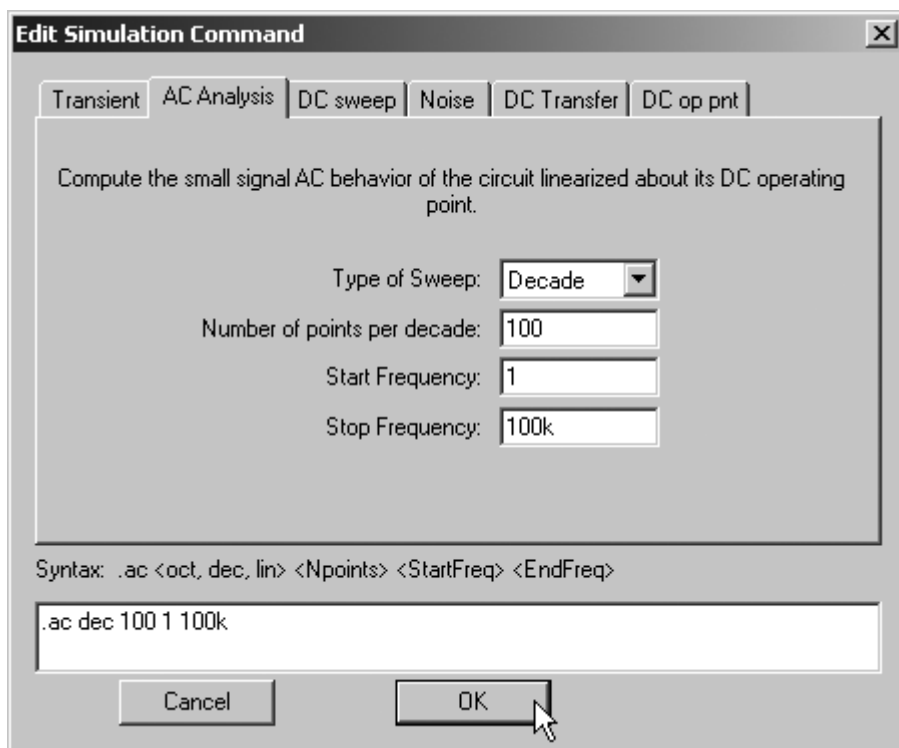 Edit Simulation Command
Transient AC Analysis DC sweep Noise DC Transfer DC op pnt
Compute the small signal AC behavior of the circuit linearized about its DC operating
point.
Type of Sweep: Decade
Number of points per decade: 100
Start Frequency: 1
Stop Frequency: 100k
Syntax: .ac <oct, dec, lin> <Npoints> <StartFreq> <EndFreq>
.ac dec 100 1 100k
Cancel OK